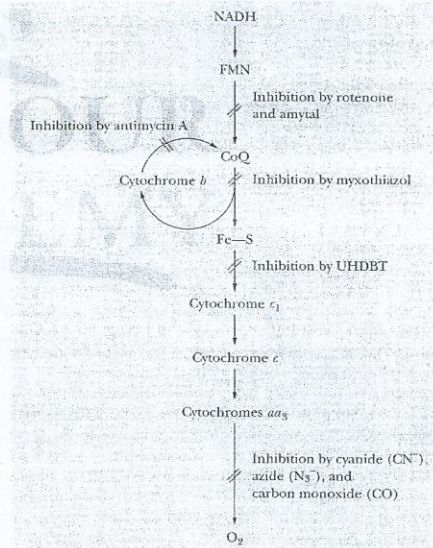 NADH
FMN
Inhibition by rotenone
and amytal
Inhibition by antimycin A
CoQ
Cytochrome b
Inhibition by myxothiazol
Fe—S
Inhibition by UHDBT
Cytochrome c₁
Cytochrome c
Cytochromes aa₃
Inhibition by cyanide (CN⁻),
azide (N₃⁻), and
carbon monoxide (CO)
O₂